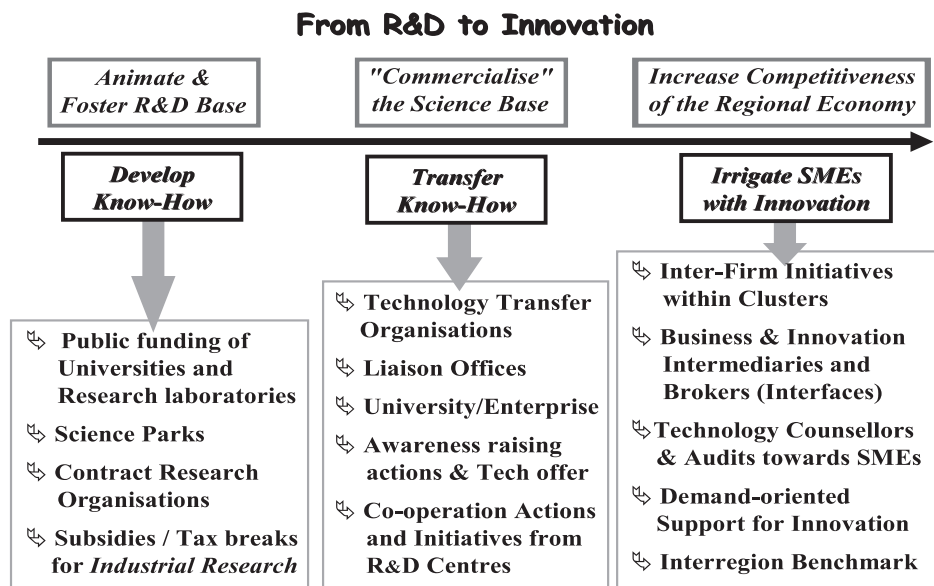 From R&D to Innovation
Animate &
Foster R&D Base
"Commercialise"
the Science Base
Increase Competitiveness
of the Regional Economy
Develop
Know-How
Transfer
Know-How
Irrigate SMEs
with Innovation
Public funding of
Universities and
Research laboratories
Science Parks
Contract Research
Organisations
Subsidies / Tax breaks
for Industrial Research
Technology Transfer
Organisations
Liaison Offices
University/Enterprise
Awareness raising
actions & Tech offer
Co-operation Actions
and Initiatives from
R&D Centres
Inter-Firm Initiatives
within Clusters
Business & Innovation
Intermediaries and
Brokers (Interfaces)
Technology Counsellors
& Audits towards SMEs
Demand-oriented
Support for Innovation
Interregion Benchmark